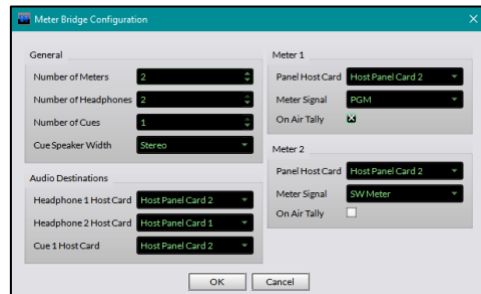 Meter Bridge Configuration
General
Number of Meters 2
Number of Headphones 2
Number of Cues 1
Cue Speaker Width Stereo
Audio Destinations
Headphone 1 Host Card Host Panel Card 2
Headphone 2 Host Card Host Panel Card 1
Cue 1 Host Card Host Panel Card 2
Meter 1
Panel Host Card Host Panel Card 2
Meter Signal PGM
On Air Tally
Meter 2
Panel Host Card Host Panel Card 2
Meter Signal SW Meter
On Air Tally
OK Cancel